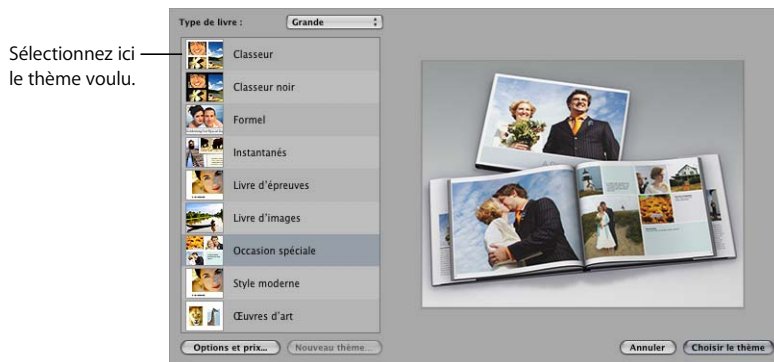 Type de livre :
Grande
Sélectionnez ici
le thème voulu.
Classeur
Classeur noir
Formel
Instantanés
Livre d'épreuves
Livre d'images
Occasion spéciale
Style moderne
Œuvres d'art
Options et prix...
Nouveau thème...
Annuler
Choisir le thème